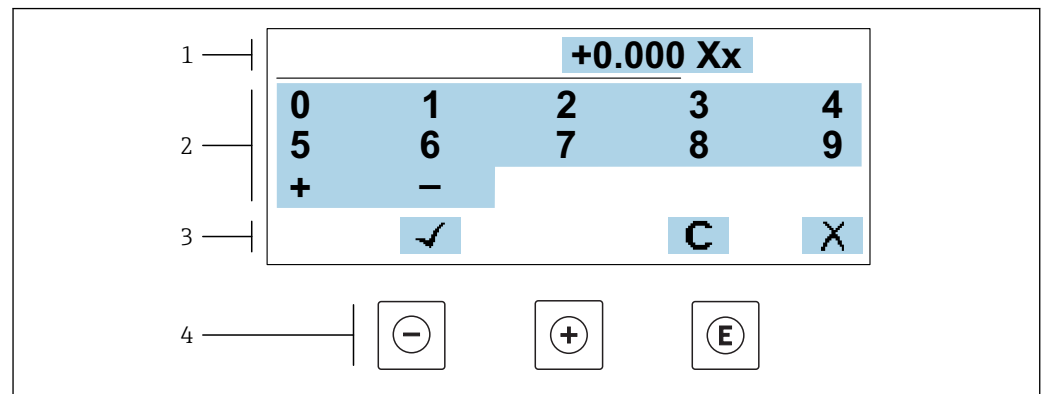 1 +0.000 Xx
0 1 2 3 4
2 5 6 7 8 9
+ −
3 ✓ C X
4 − + E